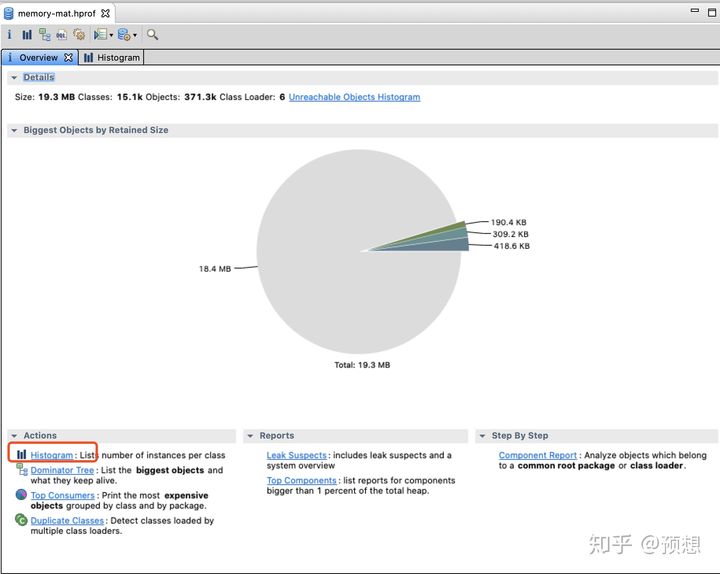 memory-mat.hprof
Overview
Histogram
Details
Size: 19.3 MB Classes: 15.1k Objects: 371.3k Class Loader: 6 Unreachable Objects Histogram
Biggest Objects by Retained Size
190.4 KB
309.2 KB
418.6 KB
18.4 MB
Total: 19.3 MB
Actions
Histogram: Lists number of instances per class
Dominator Tree: List the biggest objects and
what they keep alive.
Top Consumers: Print the most expensive
objects grouped by class and by package.
Duplicate Classes: Detect classes loaded by
multiple class loaders.
Reports
Leak Suspects: includes leak suspects and a
system overview
Top Components: list reports for components
bigger than 1 percent of the total heap.
Step By Step
Component Report: Analyze objects which belong
to a common root package or class loader.
知乎 @预想